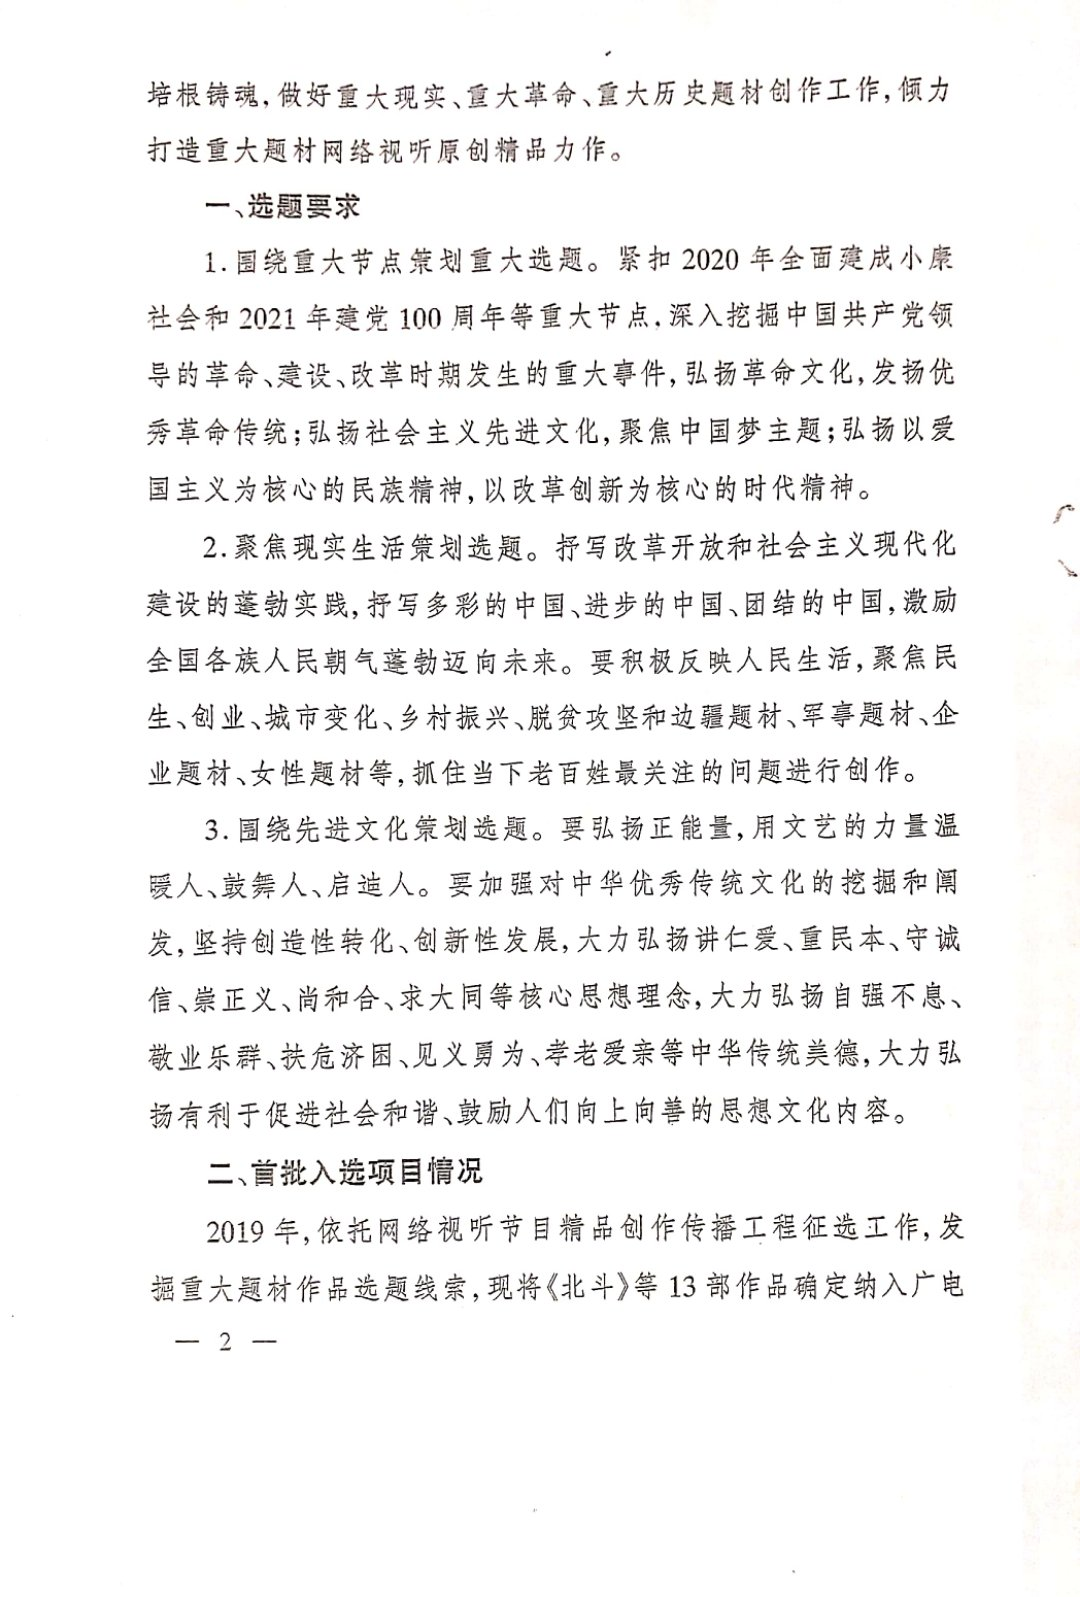 培根铸魂,做好重大现实、重大革命、重大历史题材创作工作,倾力
打造重大题材网络视听原创精品力作。
一、选题要求
1.围绕重大节点策划重大选题。紧扣 2020 年全面建成小康
社会和 2021 年建党 100 周年等重大节点,深入挖掘中国共产党领
导的革命、建设、改革时期发生的重大事件,弘扬革命文化,发扬优
秀革命传统;弘扬社会主义先进文化,聚焦中国梦主题;弘扬以爱
国主义为核心的民族精神,以改革创新为核心的时代精神。
2.聚焦现实生活策划选题。抒写改革开放和社会主义现代化
建设的蓬勃实践,抒写多彩的中国、进步的中国、团结的中国,激励
全国各族人民朝气蓬勃迈向未来。要积极反映人民生活,聚焦民
生、创业、城市变化、乡村振兴、脱贫攻坚和边疆题材、军事题材、企
业题材、女性题材等,抓住当下老百姓最关注的问题进行创作。
3.围绕先进文化策划选题。要弘扬正能量,用文艺的力量温
暖人、鼓舞人、启迪人。要加强对中华优秀传统文化的挖掘和阐
发,坚持创造性转化、创新性发展,大力弘扬讲仁爱、重民本、守诚
信、崇正义、尚和合、求大同等核心思想理念,大力弘扬自强不息、
敬业乐群、扶危济困、见义勇为、孝老爱亲等中华传统美德,大力弘
扬有利于促进社会和谐、鼓励人们向上向善的思想文化内容。
二、首批入选项目情况
2019 年,依托网络视听节目精品创作传播工程征选工作,发
掘重大题材作品选题线索,现将《北斗》等 13 部作品确定纳入广电
— 2 —